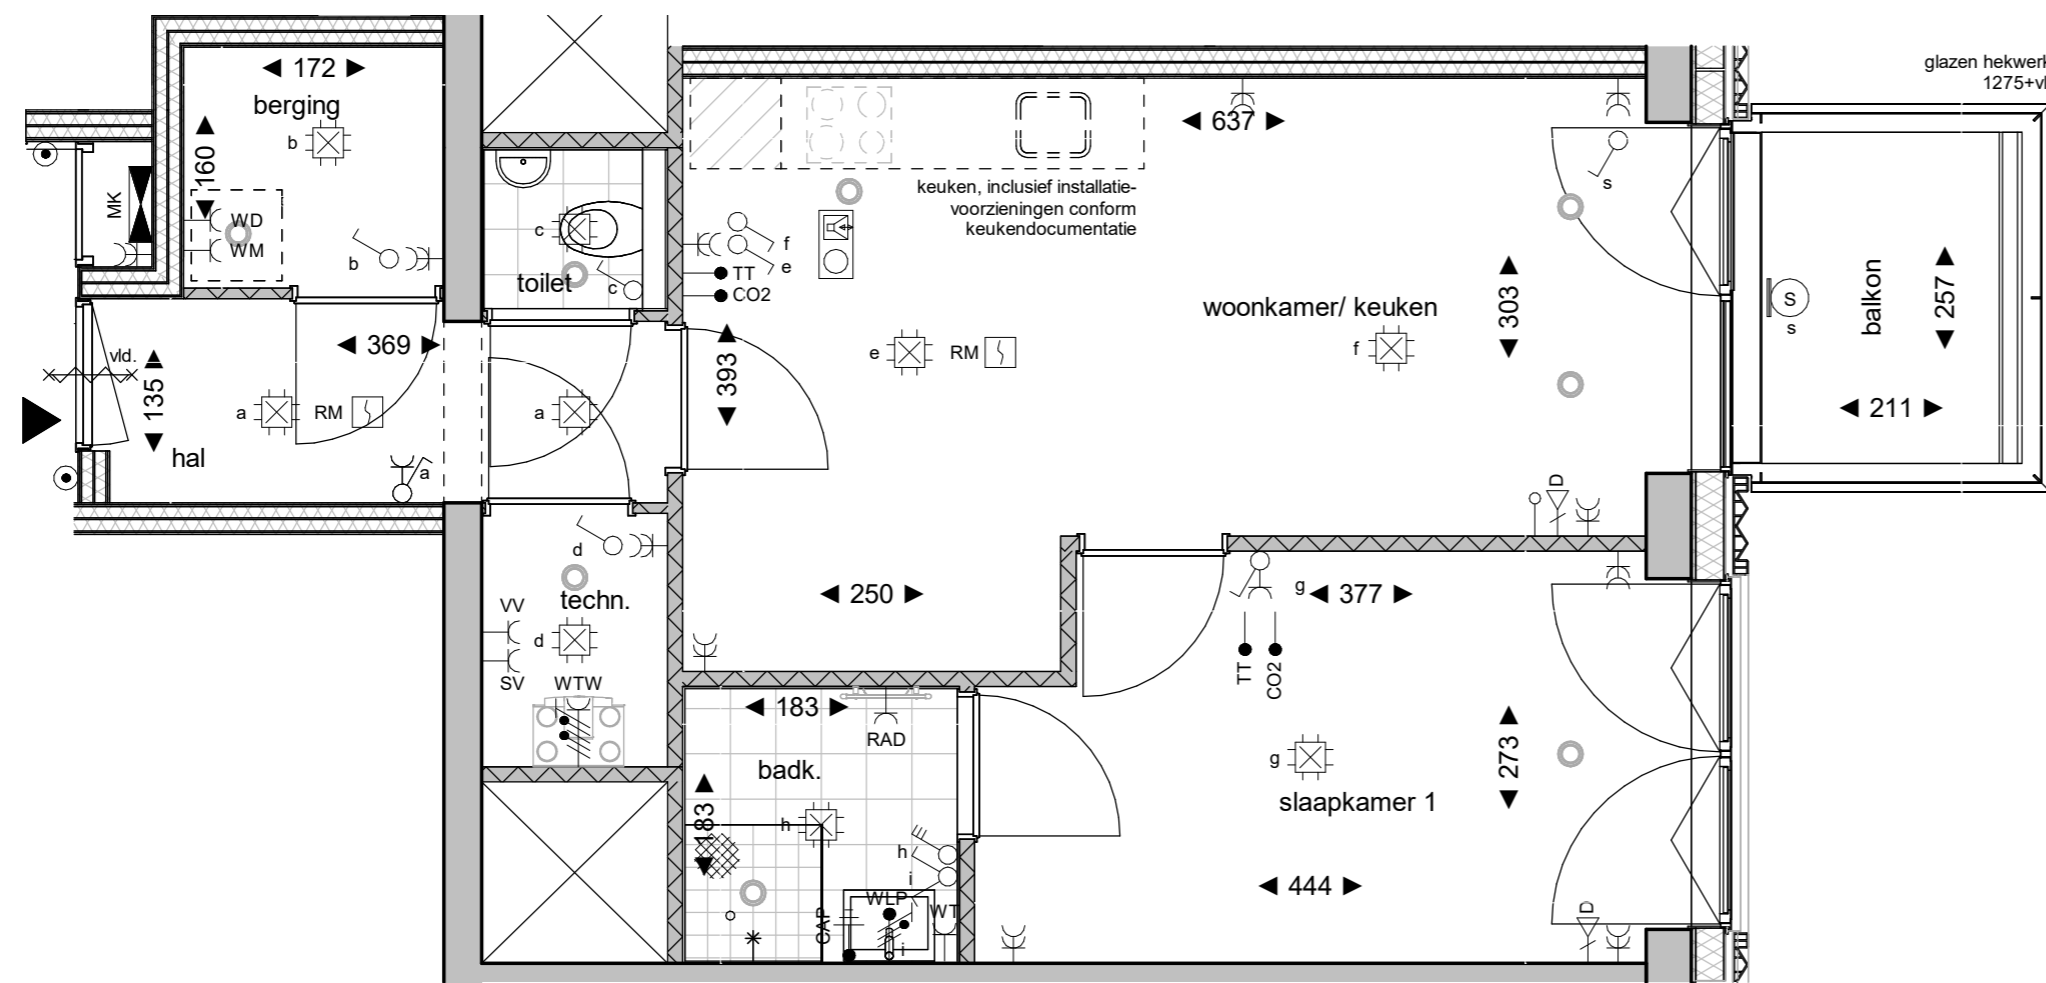 glazen hekwerk
1275+vl
◄ 172 ►
berging
b
◄ 160 ►
MK
WD
WM
b
c
toilet
c
◄ 637 ►
keuken, inclusief installatie-
voorzieningen conform
keukendocumentatie
f
e
TT
CO2
s
woonkamer/ keuken
◄ 303 ►
S
s
balkon
◄ 257 ►
◄ 211 ►
◄ 369 ►
vld.
◄ 135 ►
a
RM
hal
a
a
◄ 393 ►
e
RM
f
D
d
techn.
VV
d
SV
WTW
◄ 250 ►
g
◄ 377 ►
TT
CO2
◄ 183 ►
RAD
badk.
◄ 183 ►
h
h
i
E
WLP
WT
CAP
i
g
slaapkamer 1
◄ 273 ►
◄ 444 ►
D